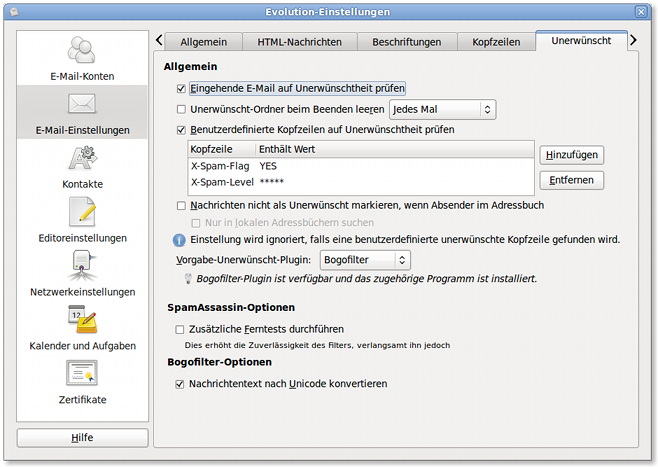 Evolution-Einstellungen
E-Mail-Konten
E-Mail-Einstellungen
Kontakte
Editoreinstellungen
Netzwerkeinstellungen
Kalender und Aufgaben
Zertifikate
Hilfe
Allgemein HTML-Nachrichten Beschriftungen Kopfzeilen Unerwünscht
Allgemein
Eingehende E-Mail auf Unerwünschtheit prüfen
Unerwünscht-Ordner beim Beenden leeren Jedes Mal
Benutzerdefinierte Kopfzeilen auf Unerwünschtheit prüfen
Kopfzeile Enthält Wert
X-Spam-Flag YES
X-Spam-Level *****
Hinzufügen
Entfernen
Nachrichten nicht als Unerwünscht markieren, wenn Absender im Adressbuch
Nur in lokalen Adressbüchern suchen
Einstellung wird ignoriert, falls eine benutzerdefinierte unerwünschte Kopfzeile gefunden wird.
Vorgabe-Unerwünscht-Plugin: Bogofilter
Bogofilter-Plugin ist verfügbar und das zugehörige Programm ist installiert.
SpamAssassin-Optionen
Zusätzliche Ferntests durchführen
Dies erhöht die Zuverlässigkeit des Filters, verlangsamt ihn jedoch
Bogofilter-Optionen
Nachrichtentext nach Unicode konvertieren